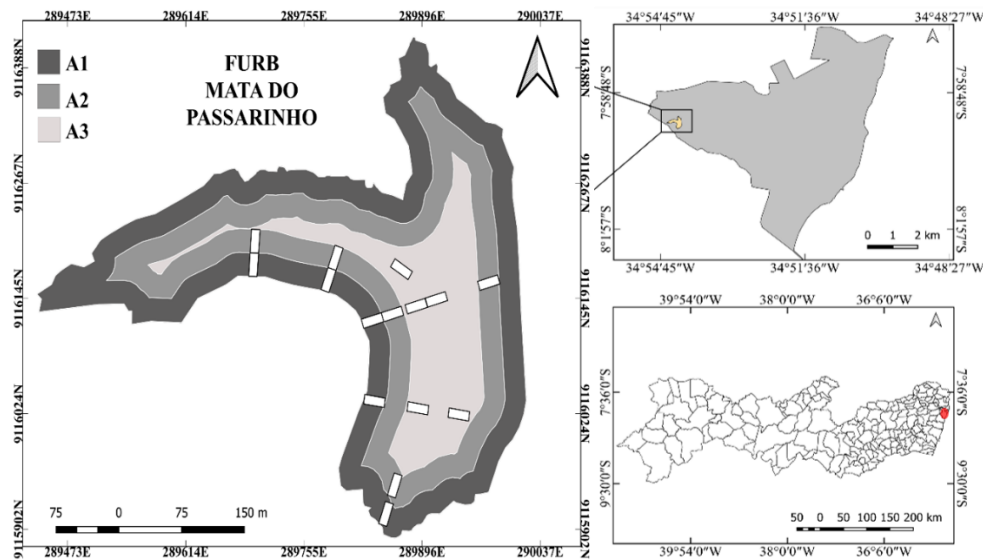 289473E 289614E 289755E 289896E 290037E
9116388N
9116267N
9116145N
9116024N
9115902N
A1
A2
A3
FURB
MATA DO
PASSARINHO
9116388N
9116267N
9116145N
9116024N
9115902N
75 0 75 150 m
289473E 289614E 289755E 289896E 290037E
34°54'45"W 34°51'36"W 34°48'27"W
7°58'48"S
8°1'57"S
7°58'48"S
8°1'57"S
0 1 2 km
34°54'45"W 34°51'36"W 34°48'27"W
39°54'0"W 38°0'0"W 36°6'0"W
7°36'0"S
9°30'0"S
7°36'0"S
9°30'0"S
50 0 50 100 150 200 km
39°54'0"W 38°0'0"W 36°6'0"W